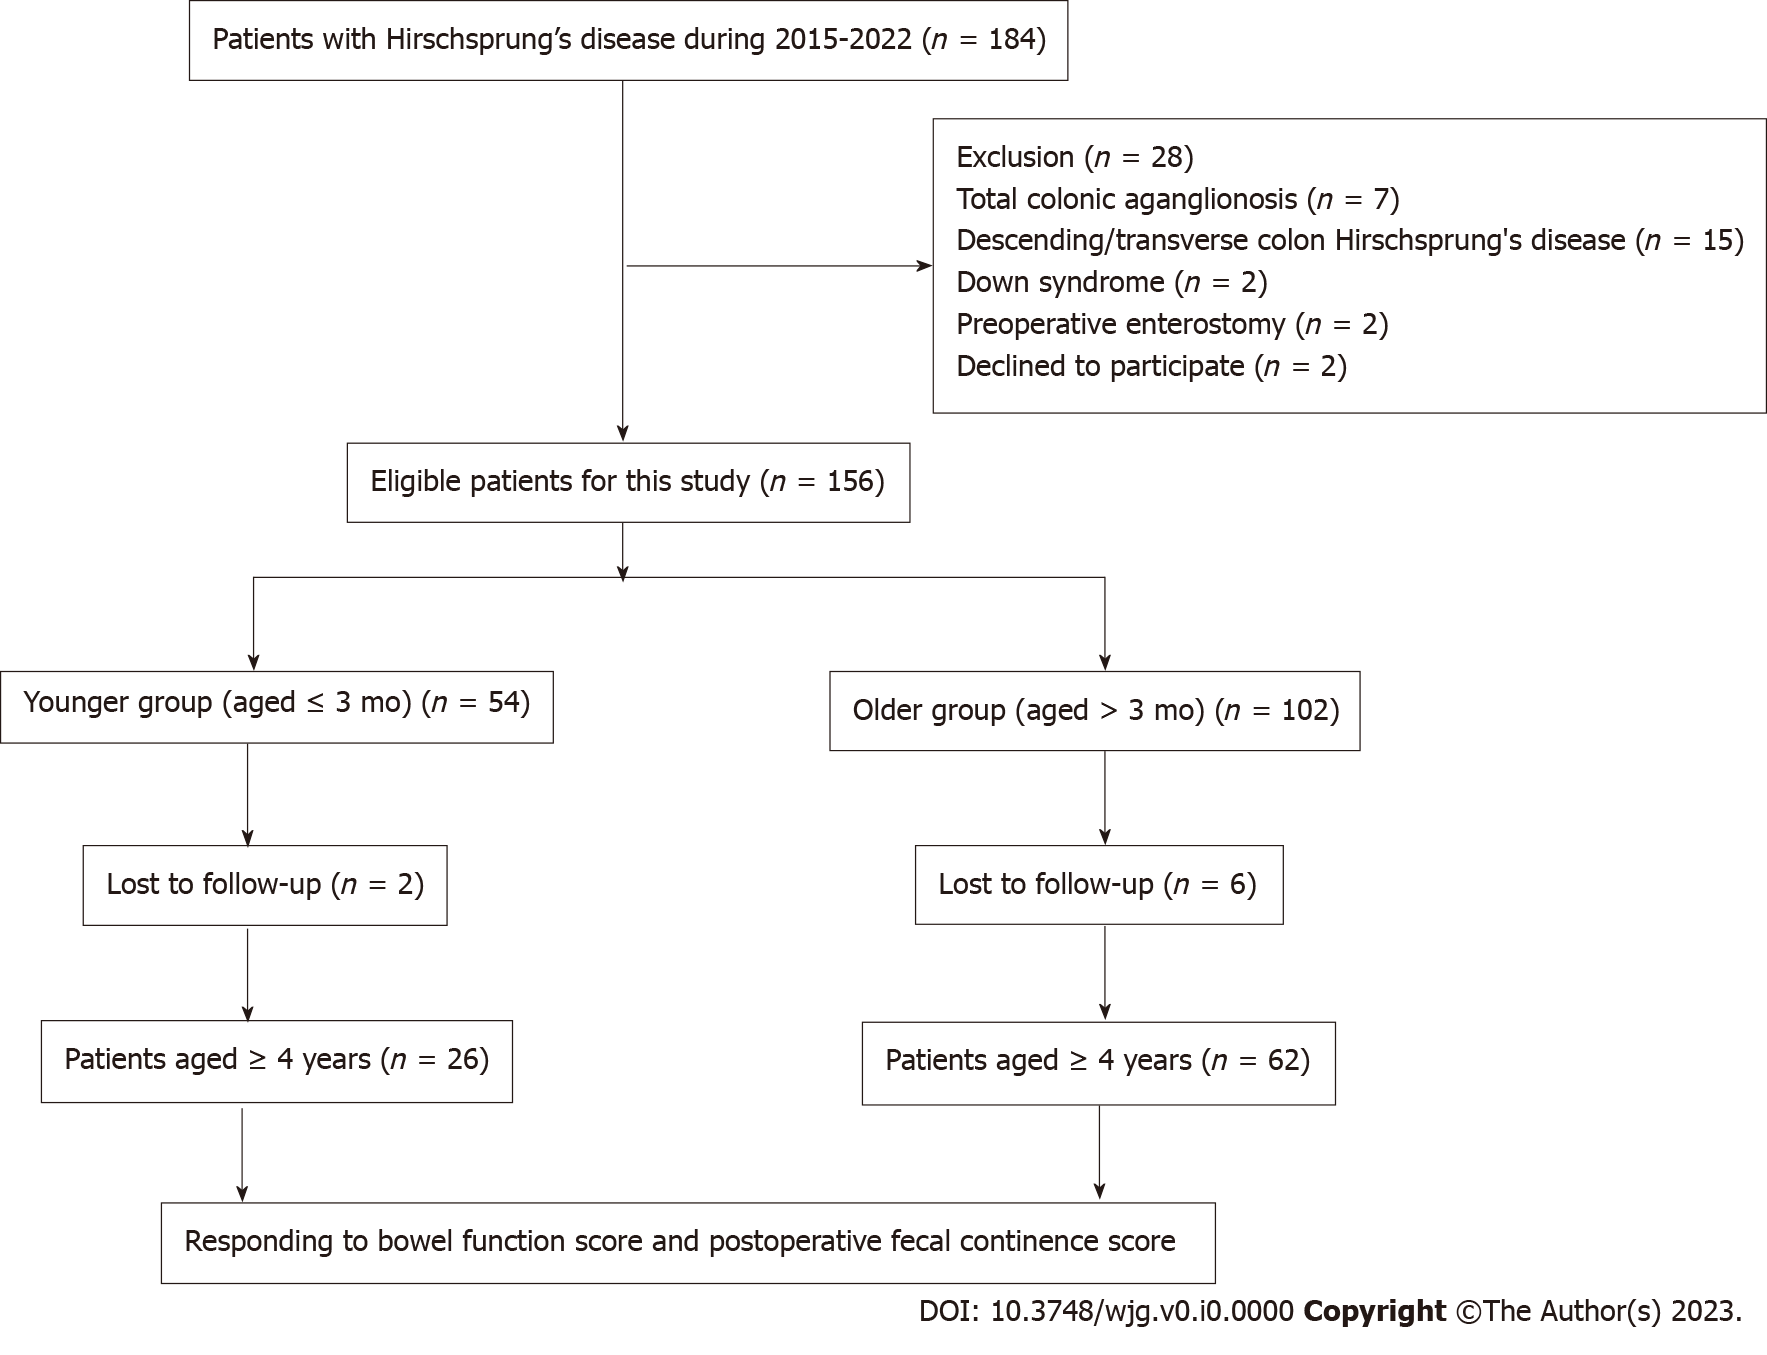 Patients with Hirschsprung’s disease during 2015-2022 (n = 184)
Exclusion (n = 28)
Total colonic aganglionosis (n = 7)
Descending/transverse colon Hirschsprung's disease (n = 15)
Down syndrome (n = 2)
Preoperative enterostomy (n = 2)
Declined to participate (n = 2)
Eligible patients for this study (n = 156)
Younger group (aged ≤ 3 mo) (n = 54)
Older group (aged > 3 mo) (n = 102)
Lost to follow-up (n = 2)
Lost to follow-up (n = 6)
Patients aged ≥ 4 years (n = 26)
Patients aged ≥ 4 years (n = 62)
Responding to bowel function score and postoperative fecal continence score
DOI: 10.3748/wjg.v0.i0.0000 Copyright ©The Author(s) 2023.